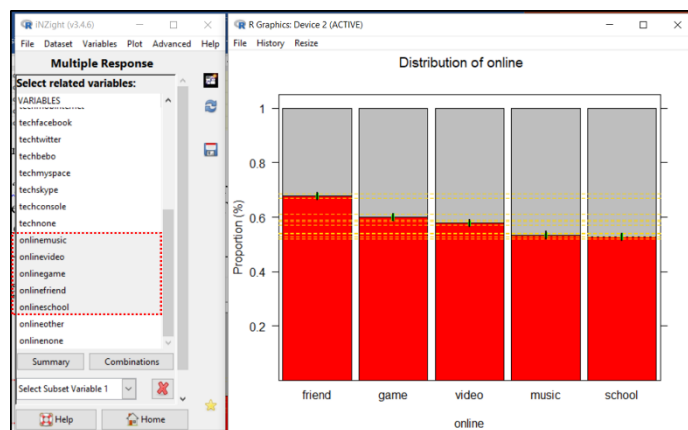 iNZight (v3.4.6)
File Dataset Variables Plot Advanced Help
Multiple Response
Select related variables:
VARIABLES
techfacebook
techtwitter
techbebo
techmyspace
techskype
techconsole
technone
onlinemusic
onlinevideo
onlinegame
onlinefriend
onlineschool
onlineother
onlinenone
Summary Combinations
Select Subset Variable 1
Help Home
R Graphics: Device 2 (ACTIVE)
File History Resize
Distribution of online
Proportion (%)
1
0.8
0.6
0.4
0.2
friend game video music school
online